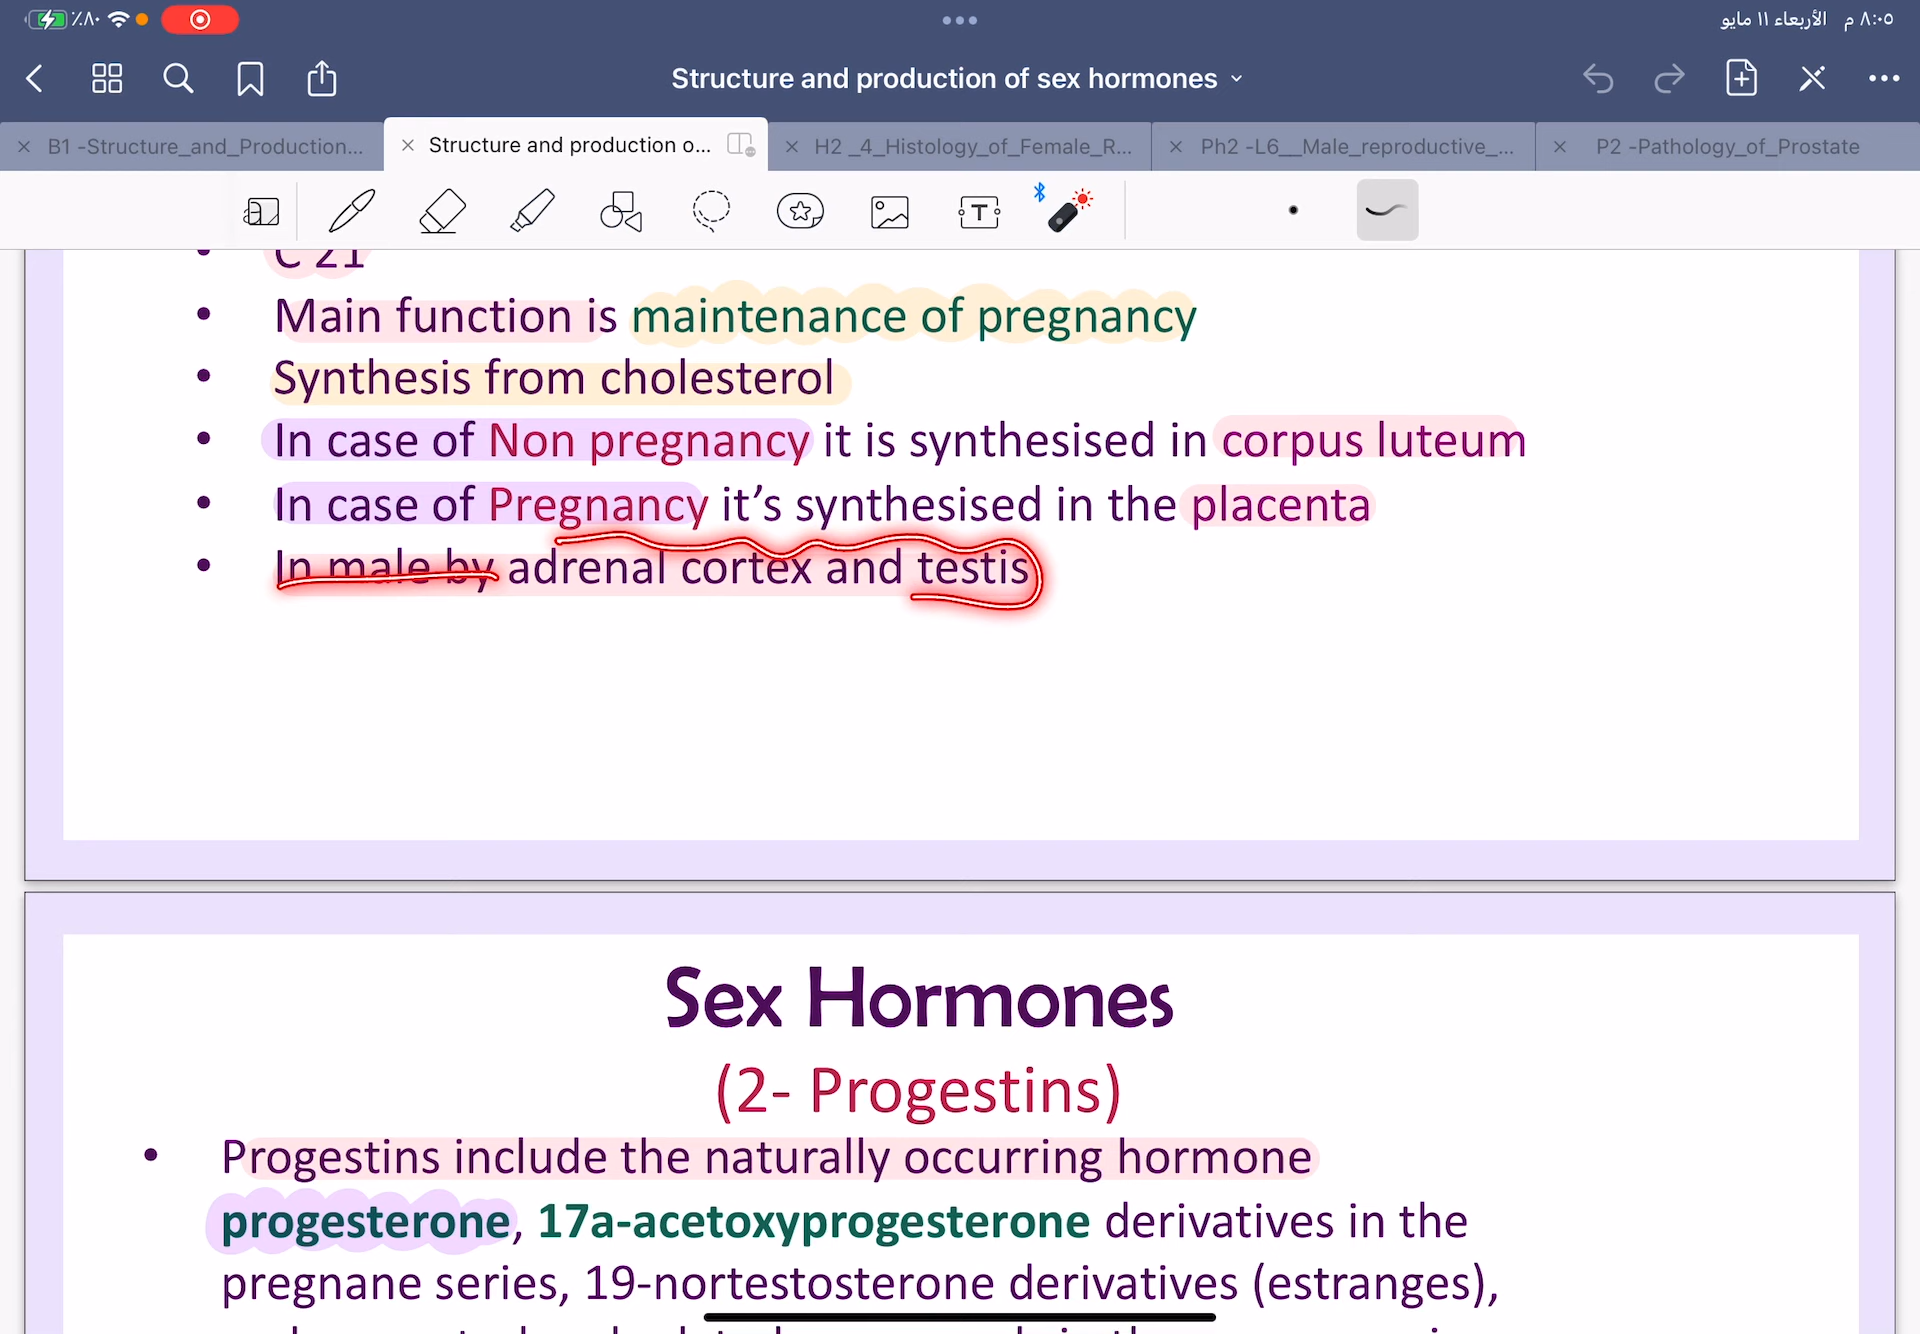 ٪٨٠
٨:٠٥ م الأربعاء ١١ مايو
Structure and production of sex hormones
B1 -Structure_and_Production...
Structure and production o...
H2 _4_Histology_of_Female_R...
Ph2 -L6__Male_reproductive_...
P2 -Pathology_of_Prostate
• C 21
• Main function is maintenance of pregnancy
• Synthesis from cholesterol
• In case of Non pregnancy it is synthesised in corpus luteum
• In case of Pregnancy it’s synthesised in the placenta
• In male by adrenal cortex and testis
Sex Hormones
(2- Progestins)
• Progestins include the naturally occurring hormone
progesterone, 17a-acetoxyprogesterone derivatives in the
pregnane series, 19-nortestosterone derivatives (estranges),